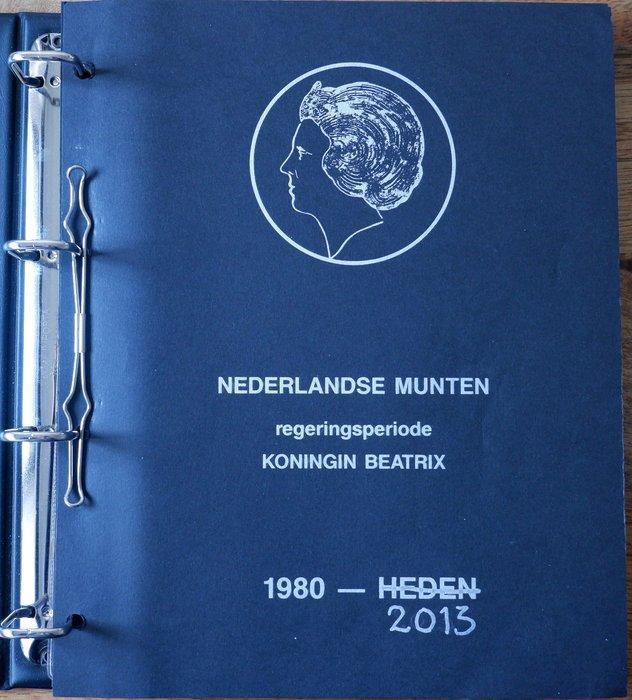 NEDERLANDSE MUNTEN
regeringsperiode
KONINGIN BEATRIX
1980 — HEDEN
2013